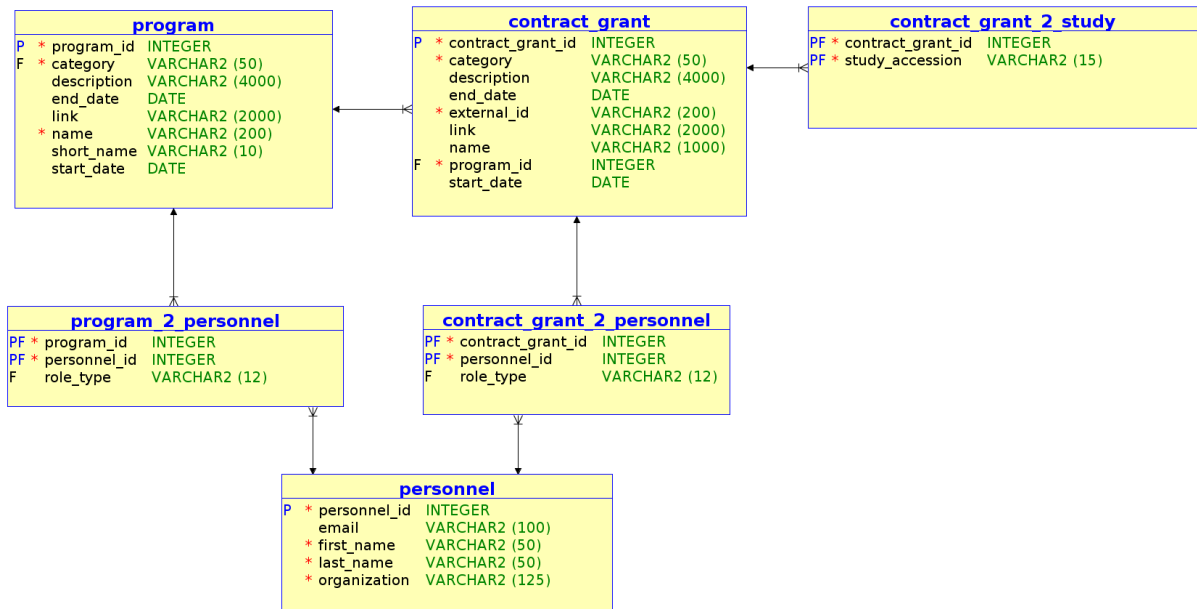 program
P * program_id INTEGER
F * category VARCHAR2 (50)
description VARCHAR2 (4000)
end_date DATE
link VARCHAR2 (2000)
* name VARCHAR2 (200)
short_name VARCHAR2 (10)
start_date DATE
contract_grant
P * contract_grant_id INTEGER
* category VARCHAR2 (50)
description VARCHAR2 (4000)
end_date DATE
* external_id VARCHAR2 (200)
link VARCHAR2 (2000)
name VARCHAR2 (1000)
F * program_id INTEGER
start_date DATE
contract_grant_2_study
PF * contract_grant_id INTEGER
PF * study_accession VARCHAR2 (15)
program_2_personnel
PF * program_id INTEGER
PF * personnel_id INTEGER
F role_type VARCHAR2 (12)
contract_grant_2_personnel
PF * contract_grant_id INTEGER
PF * personnel_id INTEGER
F role_type VARCHAR2 (12)
personnel
P * personnel_id INTEGER
email VARCHAR2 (100)
* first_name VARCHAR2 (50)
* last_name VARCHAR2 (50)
* organization VARCHAR2 (125)